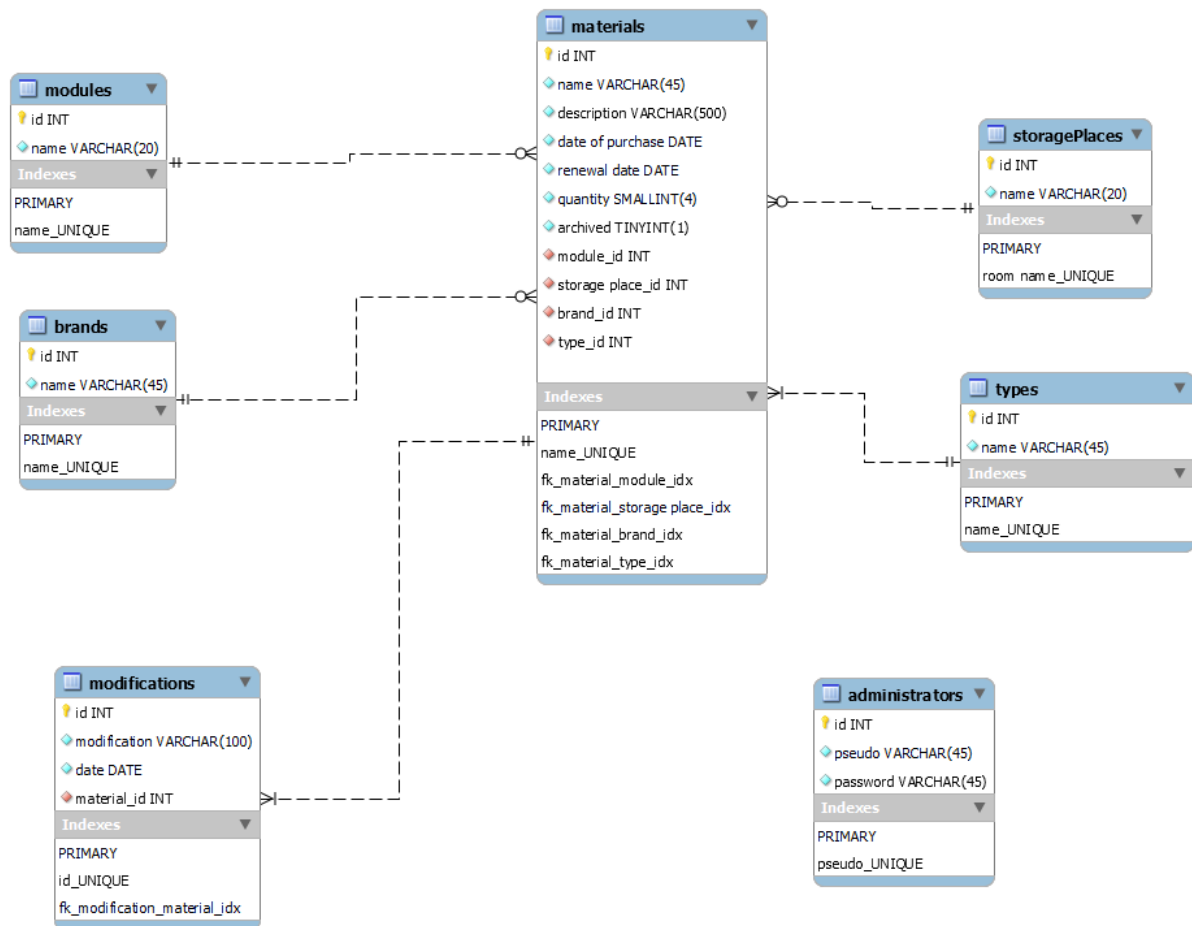 modules
id INT
name VARCHAR(20)
Indexes
PRIMARY
name_UNIQUE
brands
id INT
name VARCHAR(45)
Indexes
PRIMARY
name_UNIQUE
modifications
id INT
modification VARCHAR(100)
date DATE
material_id INT
Indexes
PRIMARY
id_UNIQUE
fk_modification_material_idx
materials
id INT
name VARCHAR(45)
description VARCHAR(500)
date of purchase DATE
renewal date DATE
quantity SMALLINT(4)
archived TINYINT(1)
module_id INT
storage place_id INT
brand_id INT
type_id INT
Indexes
PRIMARY
name_UNIQUE
fk_material_module_idx
fk_material_storage place_idx
fk_material_brand_idx
fk_material_type_idx
storagePlaces
id INT
name VARCHAR(20)
Indexes
PRIMARY
room name_UNIQUE
types
id INT
name VARCHAR(45)
Indexes
PRIMARY
name_UNIQUE
administrators
id INT
pseudo VARCHAR(45)
password VARCHAR(45)
Indexes
PRIMARY
pseudo_UNIQUE